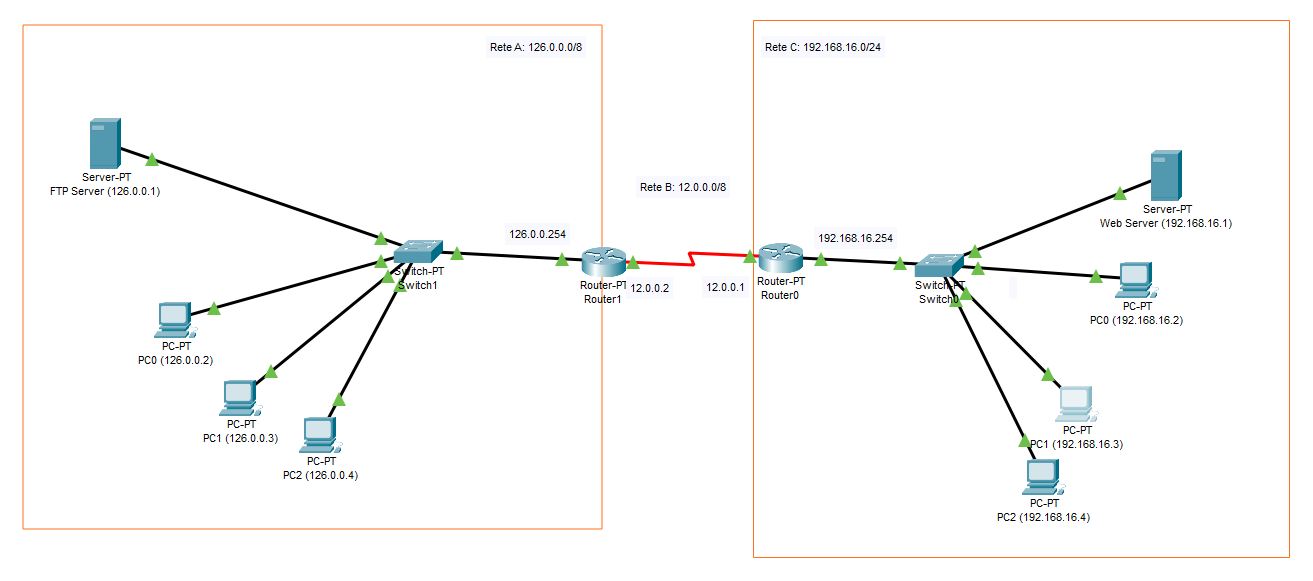 Rete A: 126.0.0.0/8
Rete C: 192.168.16.0/24
Server-PT
FTP Server (126.0.0.1)
Rete B: 12.0.0.0/8
Server-PT
Web Server (192.168.16.1)
126.0.0.254
192.168.16.254
Switch-PT
Switch1
Router-PT
Router1
12.0.0.2
12.0.0.1
Router-PT
Router0
Switch-PT
Switch0
PC-PT
PC0 (192.168.16.2)
PC-PT
PC0 (126.0.0.2)
PC-PT
PC1 (126.0.0.3)
PC-PT
PC1 (192.168.16.3)
PC-PT
PC2 (126.0.0.4)
PC-PT
PC2 (192.168.16.4)